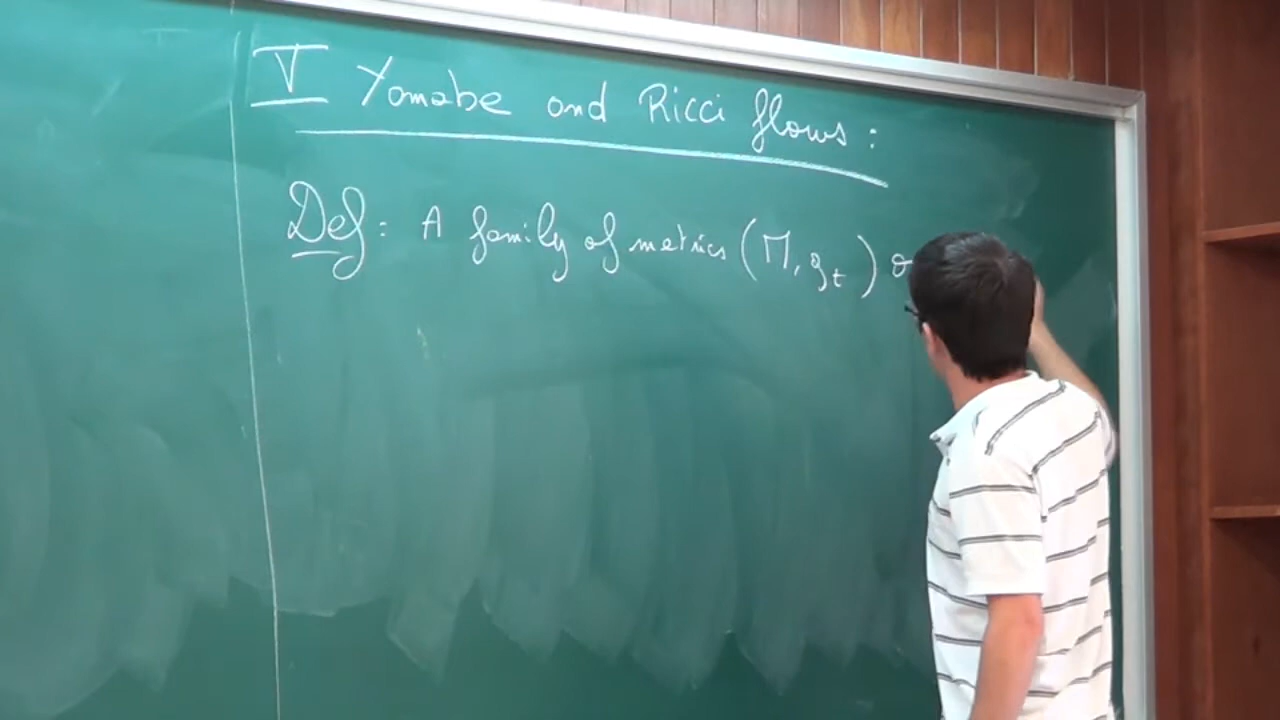 V Yamabe and Ricci flows:
Def: A family of metrics (M, g_t)